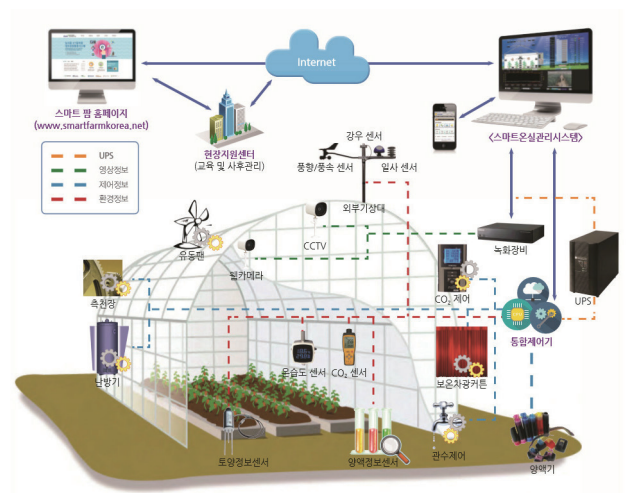 Internet
스마트 팜 홈페이지
(www.smartfarmkorea.net)
현장지원센터
(교육 및 사후관리)
<스마트온실관리시스템>
강우 센서
풍향/풍속 센서
일사 센서
외부기상대
UPS
영상정보
제어정보
환경정보
유동팬
CCTV
웹카메라
녹화장비
CO₂ 제어
UPS
측천장
통합제어기
온습도 센서
CO₂ 센서
보온차광커튼
난방기
토양정보센서
양액정보센서
관수제어
양액기